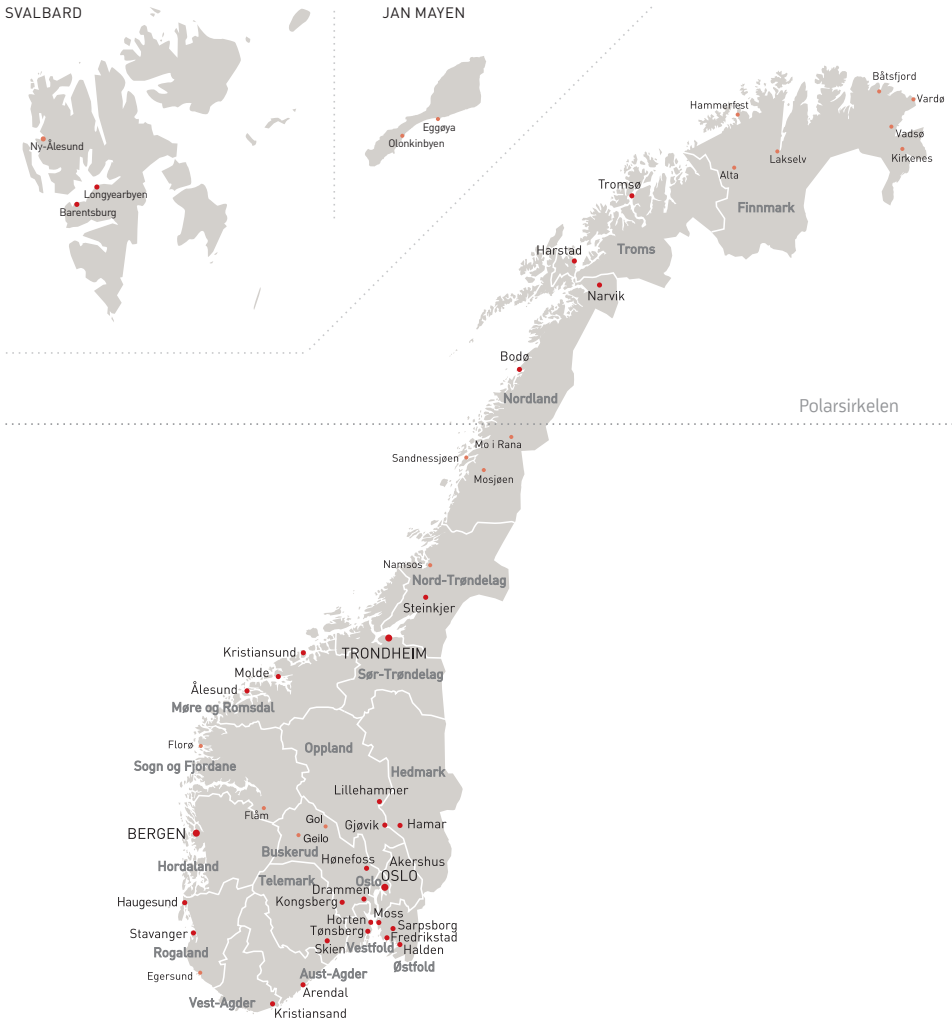 SVALBARD
JAN MAYEN
Båtsfjord
Vardø
Hammerfest
Eggøya
Vadsø
Ny-Ålesund
Olonkinbyen
Lakselv
Kirkenes
Alta
Tromsø
Longyearbyen
Finnmark
Barentsburg
Troms
Harstad
Narvik
Bodø
Nordland
Polarsirkelen
Mo i Rana
Sandnessjøen
Mosjøen
Namsos
Nord-Trøndelag
Steinkjer
Kristiansund
TRONDHEIM
Molde
Sør-Trøndelag
Ålesund
Møre og Romsdal
Florø
Oppland
Sogn og Fjordane
Hedmark
Lillehammer
Flåm
Gol
Gjøvik
Hamar
BERGEN
Geilo
Buskerud
Hønefoss
Akershus
Hordaland
OSLO
Telemark
Oslo
Drammen
Haugesund
Kongsberg
Moss
Horten
Sarpsborg
Stavanger
Tønsberg
Fredrikstad
Skien
Vestfold
Halden
Rogaland
Østfold
Egersund
Aust-Agder
Arendal
Vest-Agder
Kristiansand